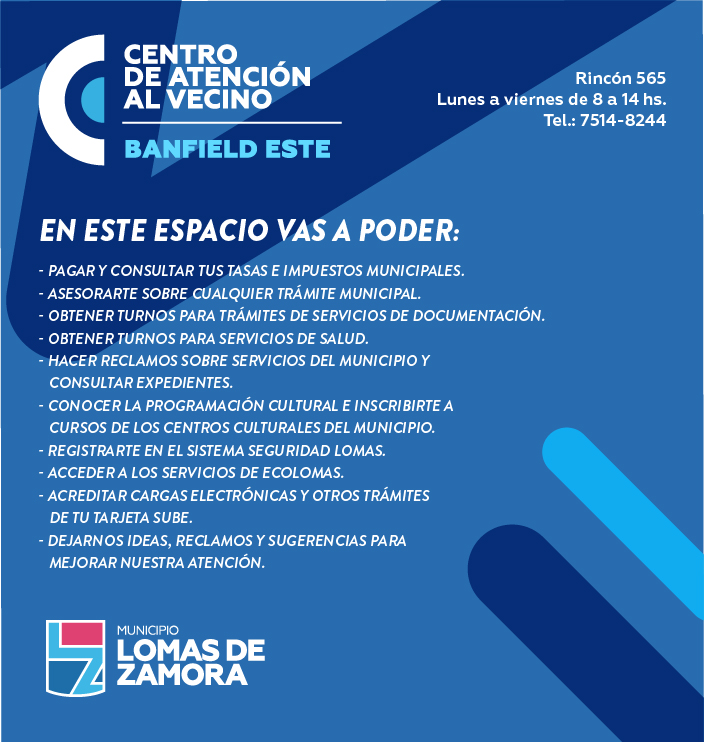 CENTRO
DE ATENCIÓN
AL VECINO
BANFIELD ESTE
Rincón 565
Lunes a viernes de 8 a 14 hs.
Tel.: 7514-8244
EN ESTE ESPACIO VAS A PODER:
- PAGAR Y CONSULTAR TUS TASAS E IMPUESTOS MUNICIPALES.
- ASESORARTE SOBRE CUALQUIER TRÁMITE MUNICIPAL.
- OBTENER TURNOS PARA TRÁMITES DE SERVICIOS DE DOCUMENTACIÓN.
- OBTENER TURNOS PARA SERVICIOS DE SALUD.
- HACER RECLAMOS SOBRE SERVICIOS DEL MUNICIPIO Y
CONSULTAR EXPEDIENTES.
- CONOCER LA PROGRAMACIÓN CULTURAL E INSCRIBIRTE A
CURSOS DE LOS CENTROS CULTURALES DEL MUNICIPIO.
- REGISTRARTE EN EL SISTEMA SEGURIDAD LOMAS.
- ACCEDER A LOS SERVICIOS DE ECOLOMAS.
- ACREDITAR CARGAS ELECTRÓNICAS Y OTROS TRÁMITES
DE TU TARJETA SUBE.
- DEJARNOS IDEAS, RECLAMOS Y SUGERENCIAS PARA
MEJORAR NUESTRA ATENCIÓN.
MUNICIPIO
LOMAS DE
ZAMORA